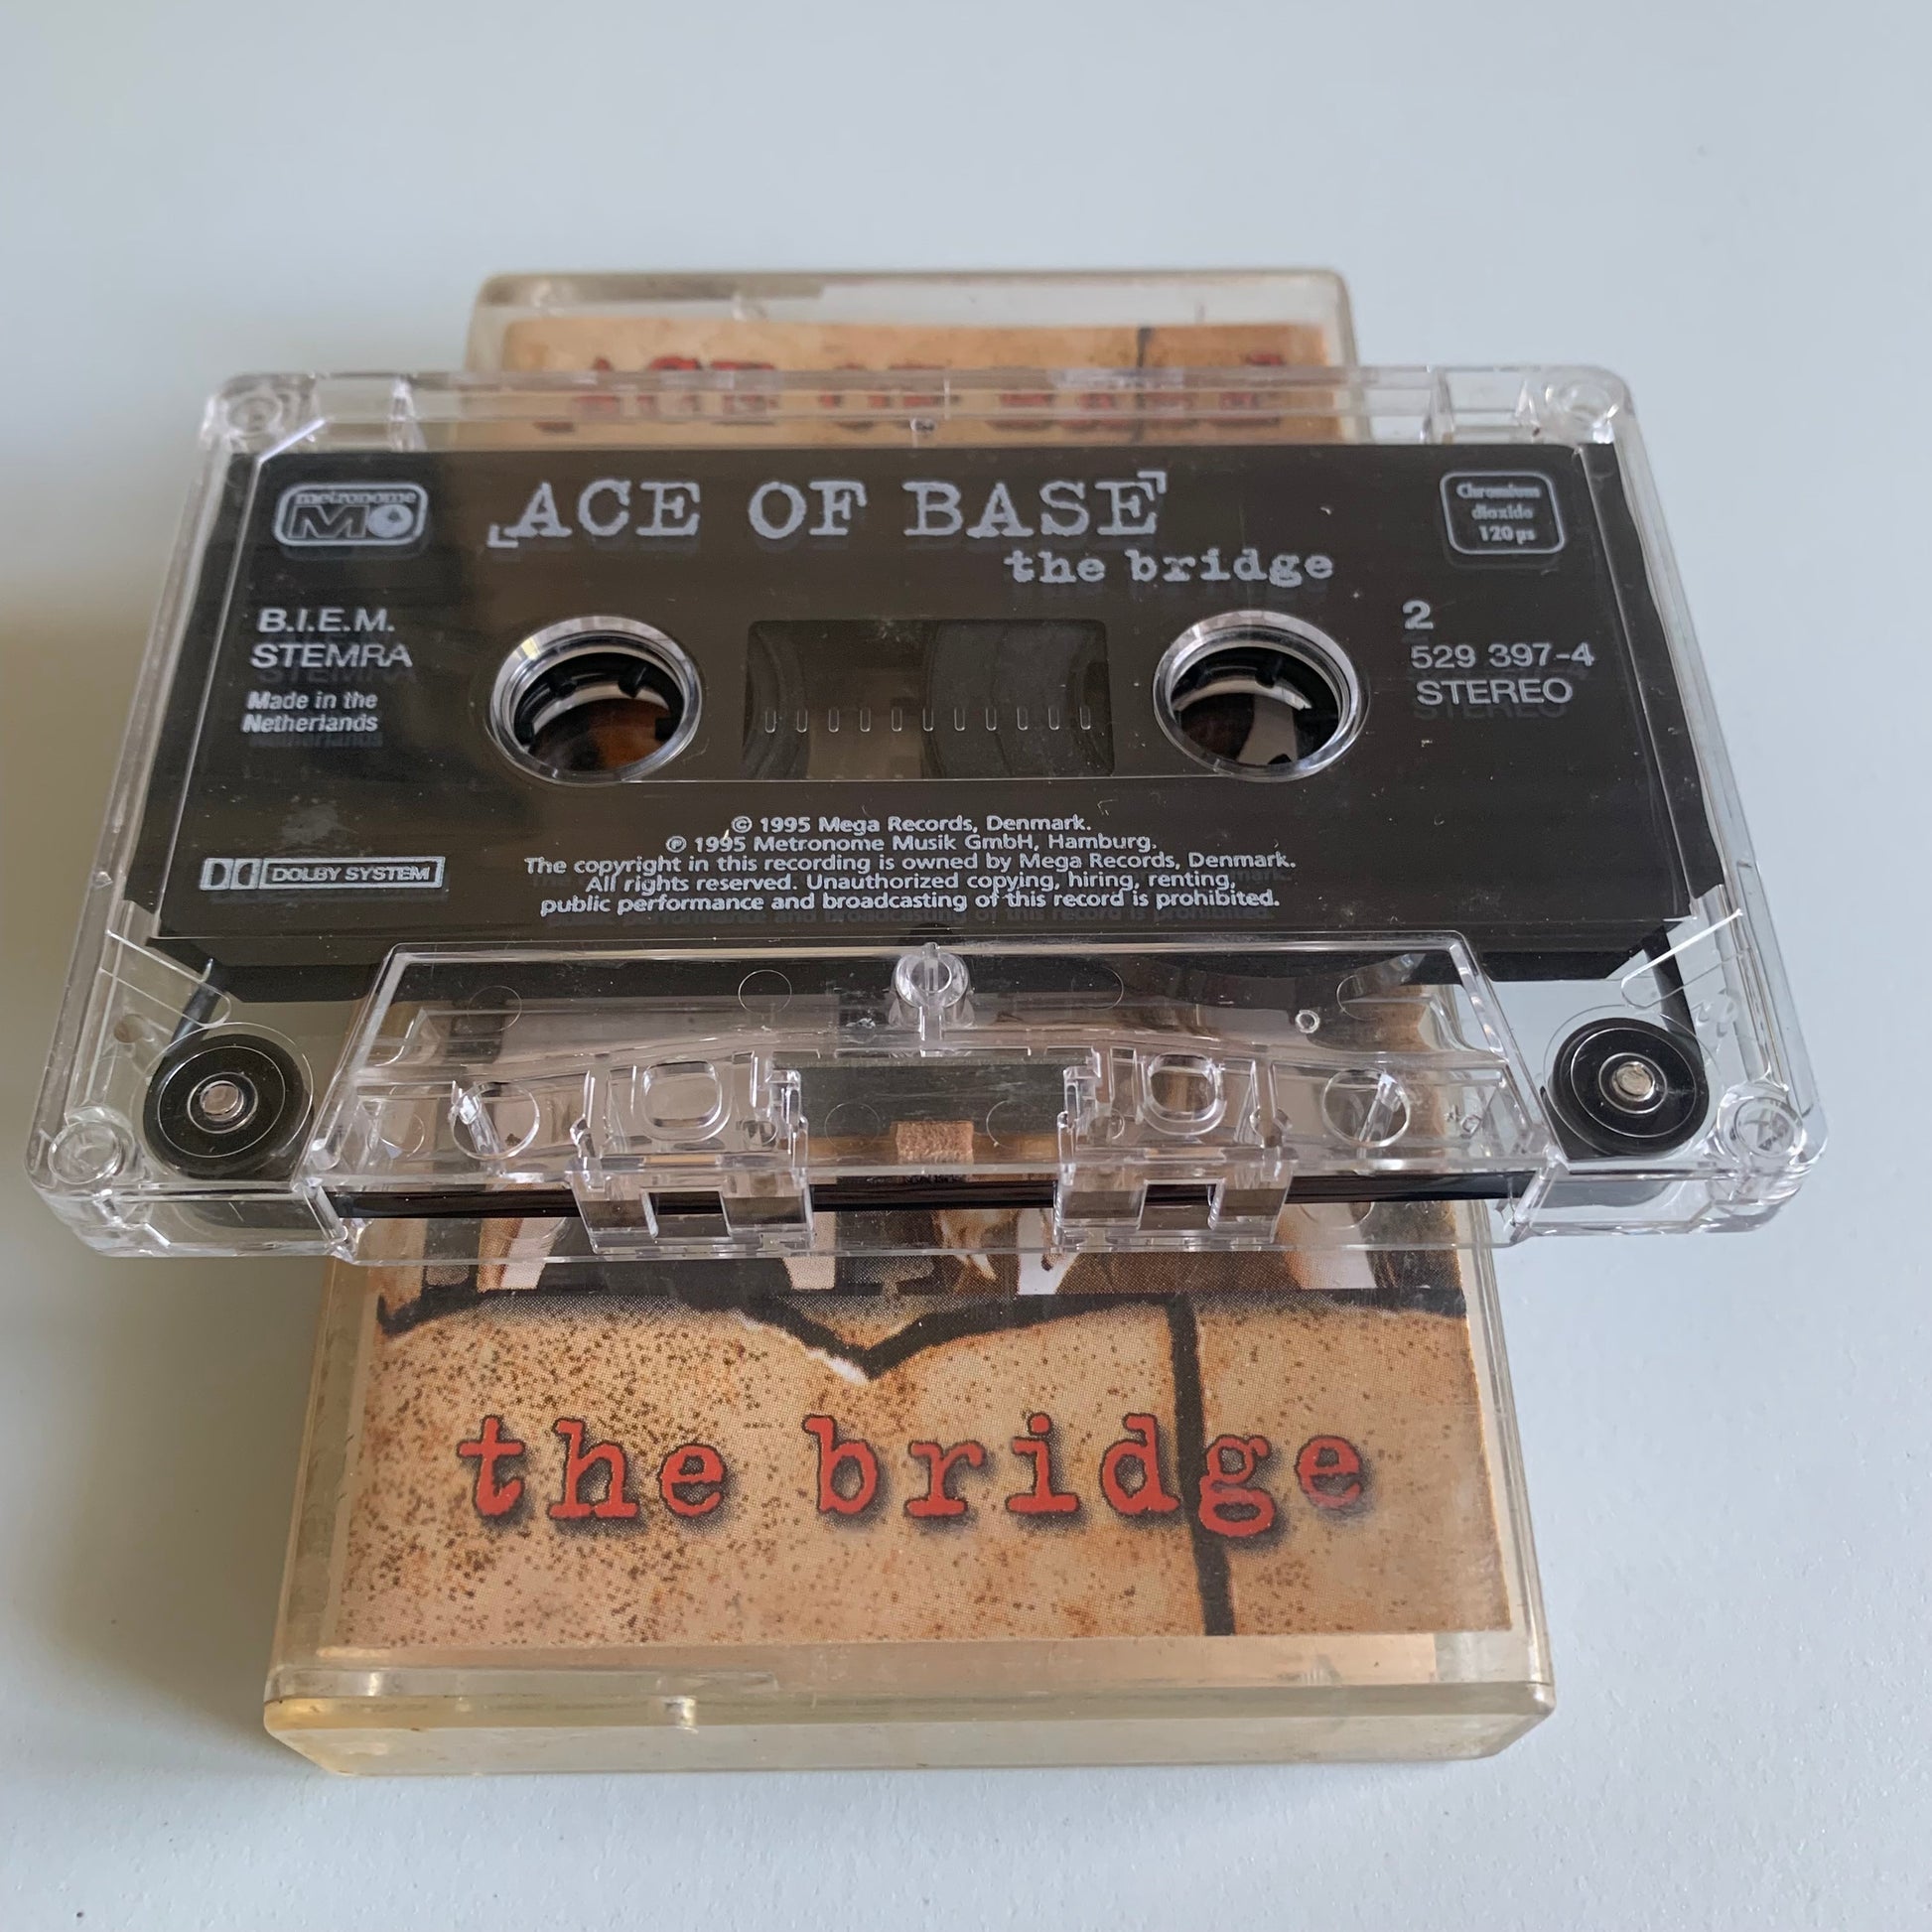 ACE OF BASE
metronome
M
ACE OF BASE
the bridge
Chromium
dioxide
120 µs
B.I.E.M.
STEMRA
Made in the
Netherlands
2
529 397-4
STEREO
DOLBY SYSTEM
© 1995 Mega Records, Denmark.
℗ 1995 Metronome Musik GmbH, Hamburg.
The copyright in this recording is owned by Mega Records, Denmark.
All rights reserved. Unauthorized copying, hiring, renting,
public performance and broadcasting of this record is prohibited.
the bridge